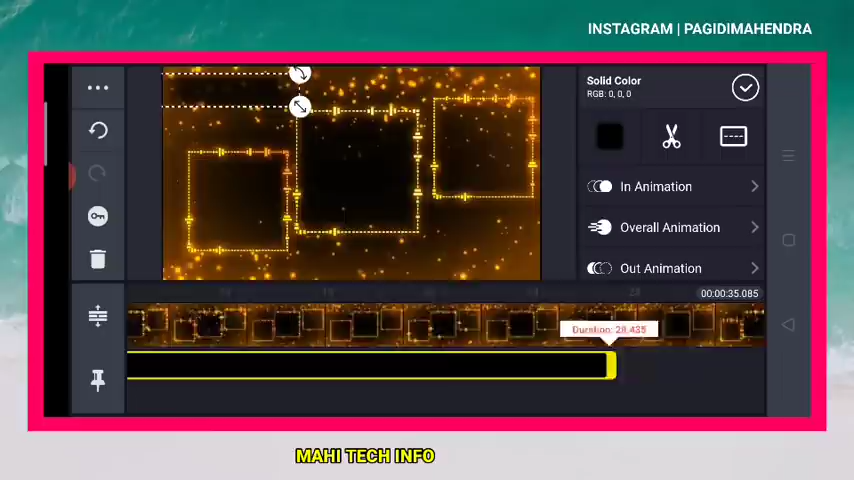 INSTAGRAM | PAGIDIMAHENDRA
Solid Color
RGB: 0, 0, 0
In Animation
Overall Animation
Out Animation
00:00:35.085
Duration: 28.435
MAHI TECH INFO